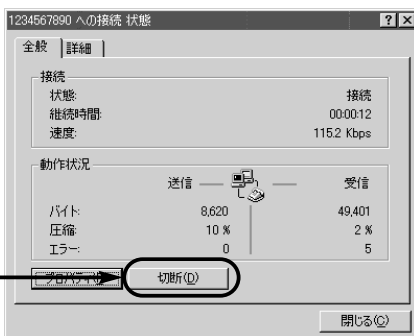 1234567890 への接続 状態
全般 詳細
接続
状態: 接続
継続時間: 00:00:12
速度: 115.2 Kbps
動作状況
送信 受信
バイト: 8,620 49,401
圧縮: 10 % 2 %
エラー: 0 5
切断(D)
閉じる(C)